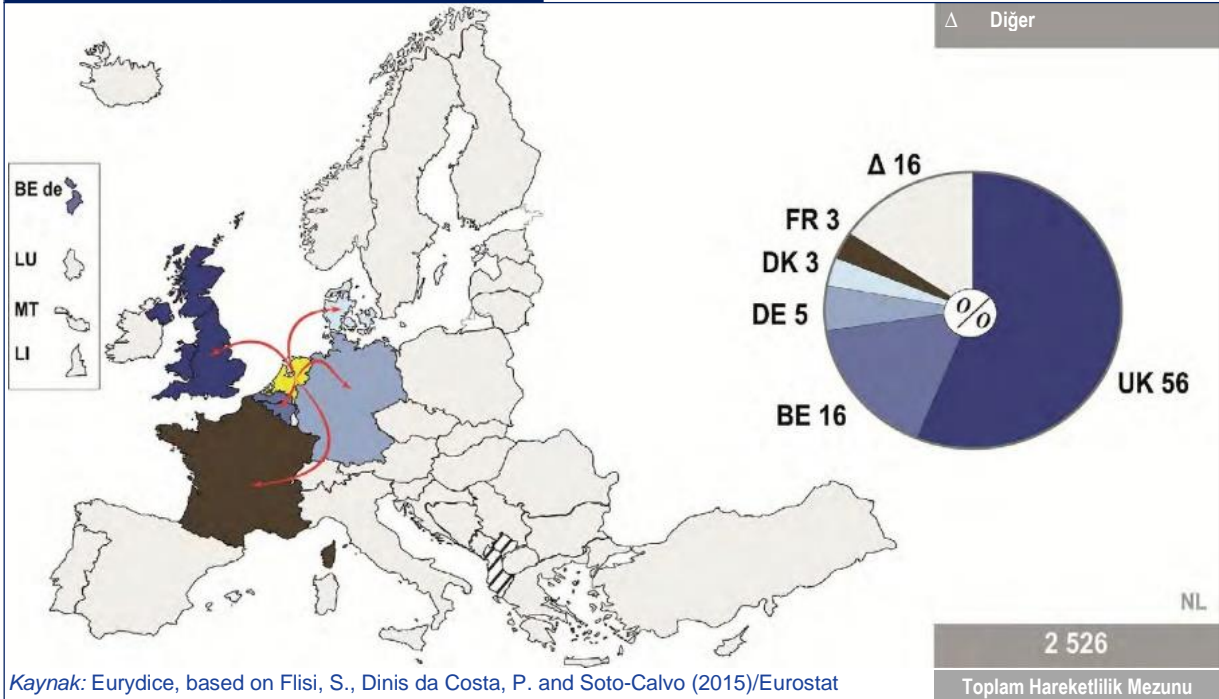 Δ Diğer
BE de
LU
MT
LI
Δ 16
FR 3
DK 3
DE 5
BE 16
UK 56
%
NL
2 526
Toplam Hareketlilik Mezunu
Kaynak: Eurydice, based on Flisi, S., Dinis da Costa, P. and Soto-Calvo (2015)/Eurostat